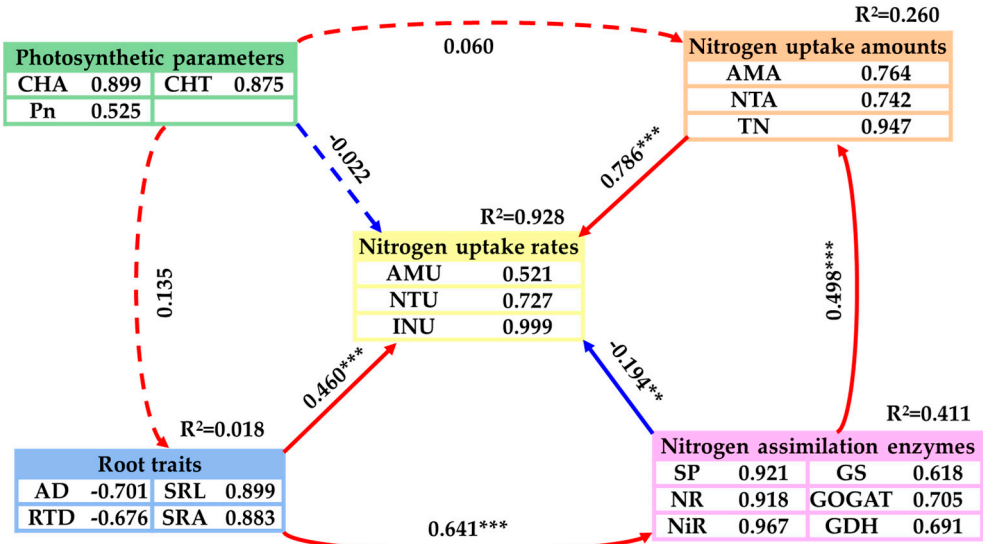 R²=0.260
Photosynthetic parameters
CHA 0.899 CHT 0.875
Pn 0.525
0.060
Nitrogen uptake amounts
AMA 0.764
NTA 0.742
TN 0.947
-0.022
0.786***
R²=0.928
Nitrogen uptake rates
AMU 0.521
NTU 0.727
INU 0.999
0.135
0.498***
0.460***
-0.194**
R²=0.018
Root traits
AD -0.701 SRL 0.899
RTD -0.676 SRA 0.883
R²=0.411
Nitrogen assimilation enzymes
SP 0.921 GS 0.618
NR 0.918 GOGAT 0.705
NiR 0.967 GDH 0.691
0.641***